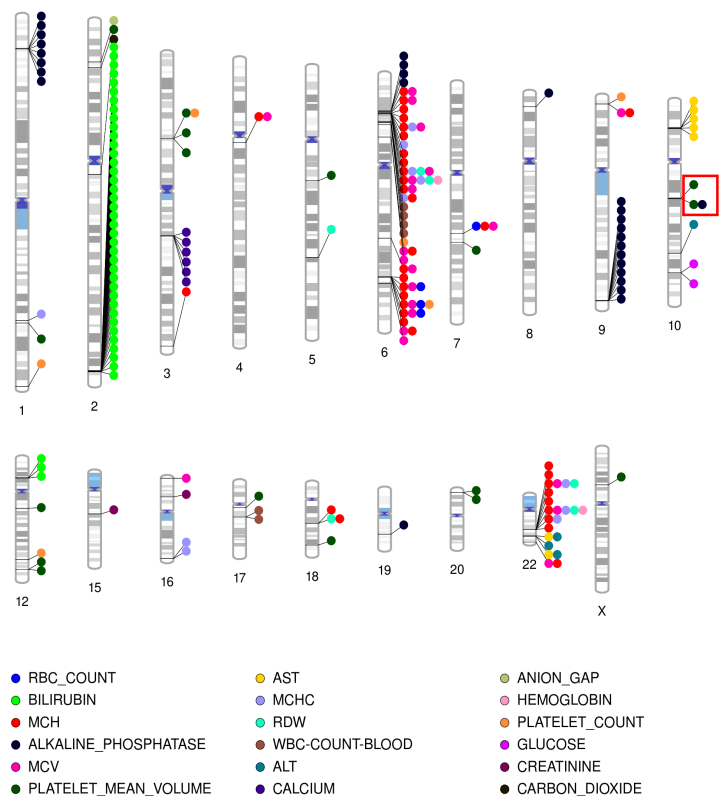 1 2 3 4 5 6 7 8 9 10
12 15 16 17 18 19 20 22 X
RBC_COUNT AST ANION_GAP
BILIRUBIN MCHC HEMOGLOBIN
MCH RDW PLATELET_COUNT
ALKALINE_PHOSPHATASE WBC-COUNT-BLOOD GLUCOSE
MCV ALT CREATININE
PLATELET_MEAN_VOLUME CALCIUM CARBON_DIOXIDE